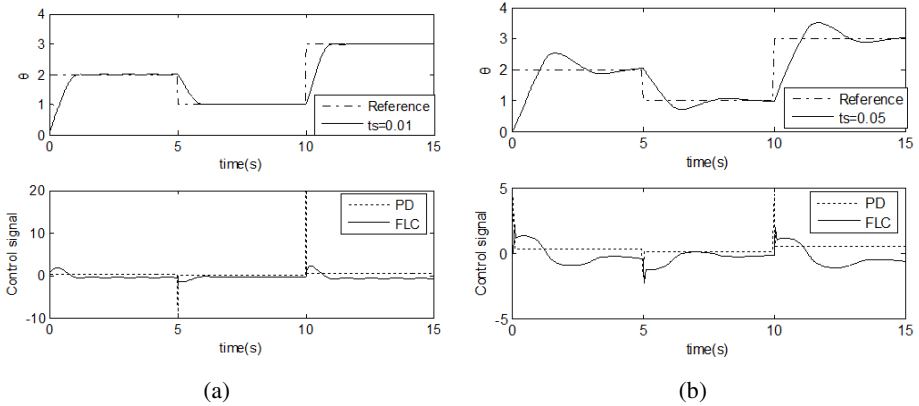 4
3
2
1
0
θ
Reference
ts=0.01
0 5 10 15
time(s)
20
10
0
-10
Control signal
PD
FLC
0 5 10 15
time(s)
(a)
4
3
2
1
0
θ
Reference
ts=0.05
0 5 10 15
time(s)
5
0
-5
Control signal
PD
FLC
0 5 10 15
time(s)
(b)